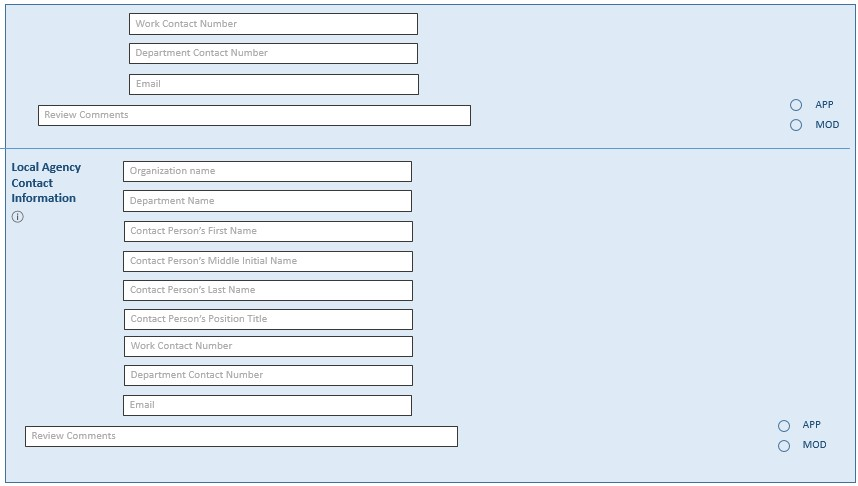 Work Contact Number
Department Contact Number
Email
Review Comments
APP
MOD
Local Agency
Contact
Information
Organization name
Department Name
Contact Person's First Name
Contact Person's Middle Initial Name
Contact Person's Last Name
Contact Person's Position Title
Work Contact Number
Department Contact Number
Email
Review Comments
APP
MOD